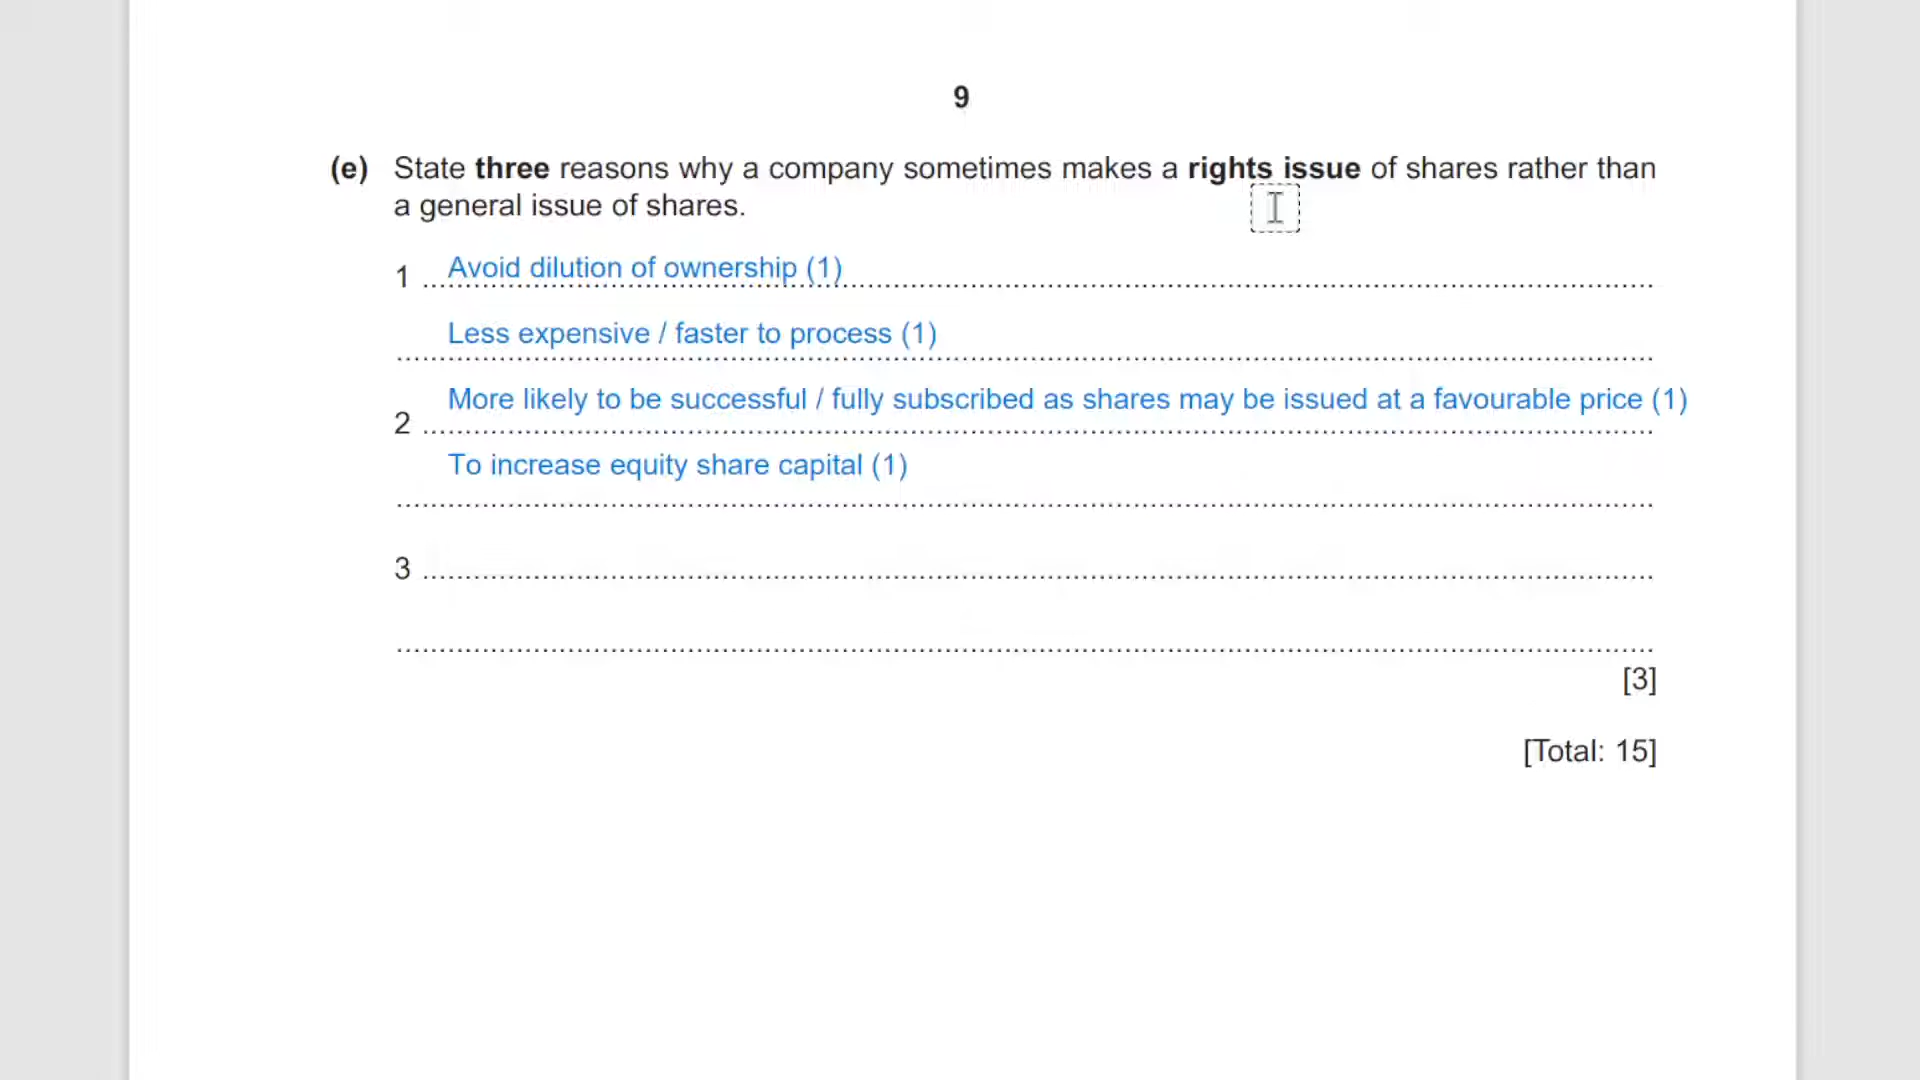 9
(e) State three reasons why a company sometimes makes a rights issue of shares rather than
a general issue of shares.
1 Avoid dilution of ownership (1)
Less expensive / faster to process (1)
2 More likely to be successful / fully subscribed as shares may be issued at a favourable price (1)
To increase equity share capital (1)
3
[3]
[Total: 15]